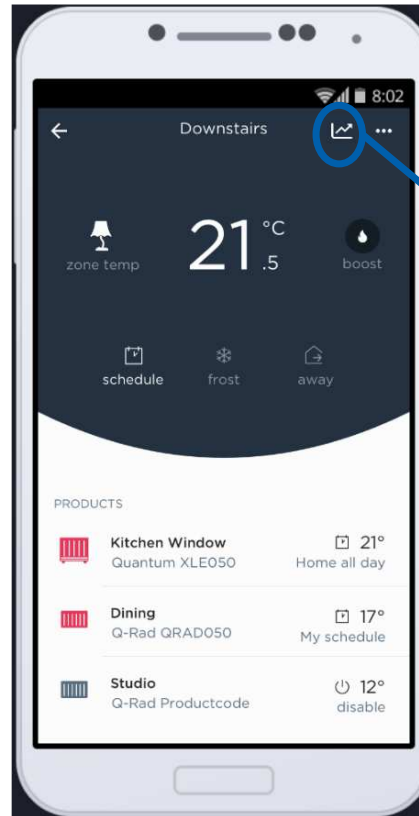 8:02
Downstairs
zone temp
21.5 °C
boost
schedule frost away
PRODUCTS
Kitchen Window 21°
Quantum XLE050 Home all day
Dining 17°
Q-Rad QRAD050 My schedule
Studio 12°
Q-Rad Productcode disable